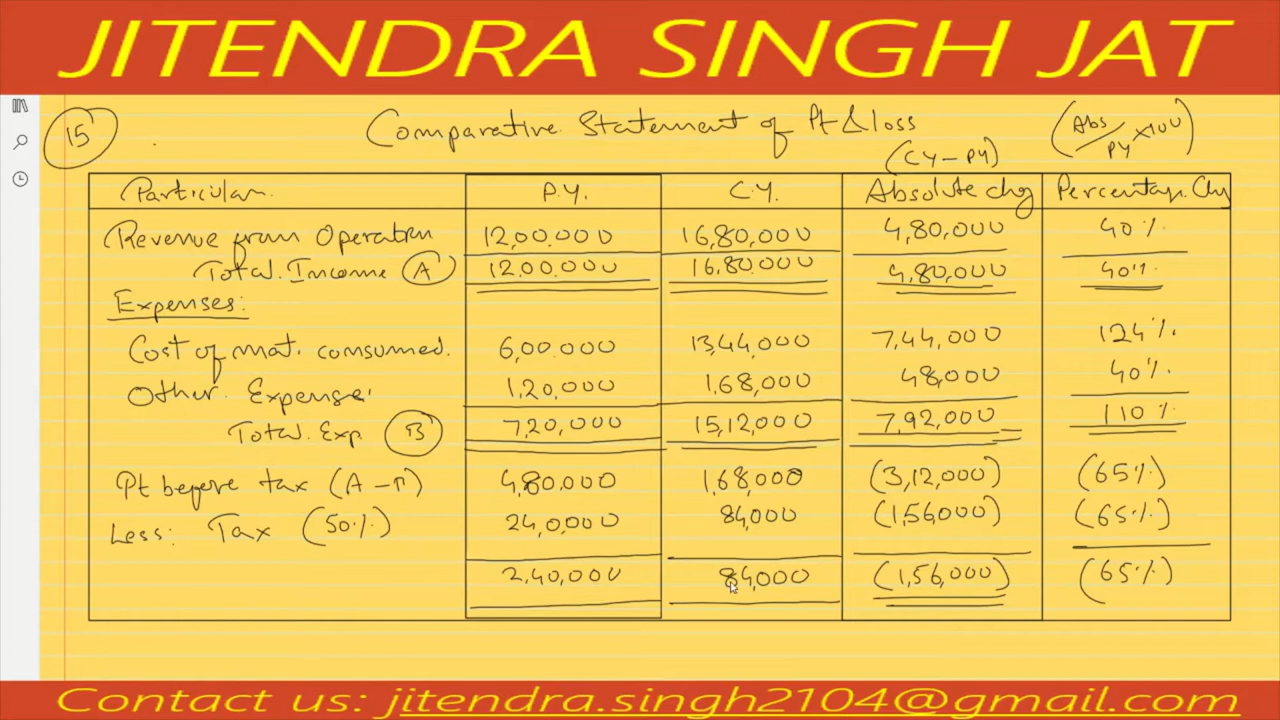 JITENDRA SINGH JAT
15
Comparative Statement of Pt & loss
(Abs/PY × 100)
(CY - PY)
Particular P.Y. C.Y. Absolute chg Percentage. Chg
Revenue from Operation 12,00.000 16,80,000 4,80,000 40%
Total. Income (A) 12,00.000 16,80.000 4,80,000 40%
Expenses:
Cost of mat. consumed. 6,00.000 13,44,000 7,44,000 124%
Other Expense 1,20,000 1,68,000 48,000 40%
Total. Exp (B) 7,20,000 15,12,000 7,92,000 110%
Pt before tax (A-B) 4,80.000 1,68,000 (3,12,000) (65%)
Less: Tax (50%) 24,0,000 84,000 (1,56,000) (65%)
2,40,000 84,000 (1,56,000) (65%)
Contact us: jitendra.singh2104@gmail.com